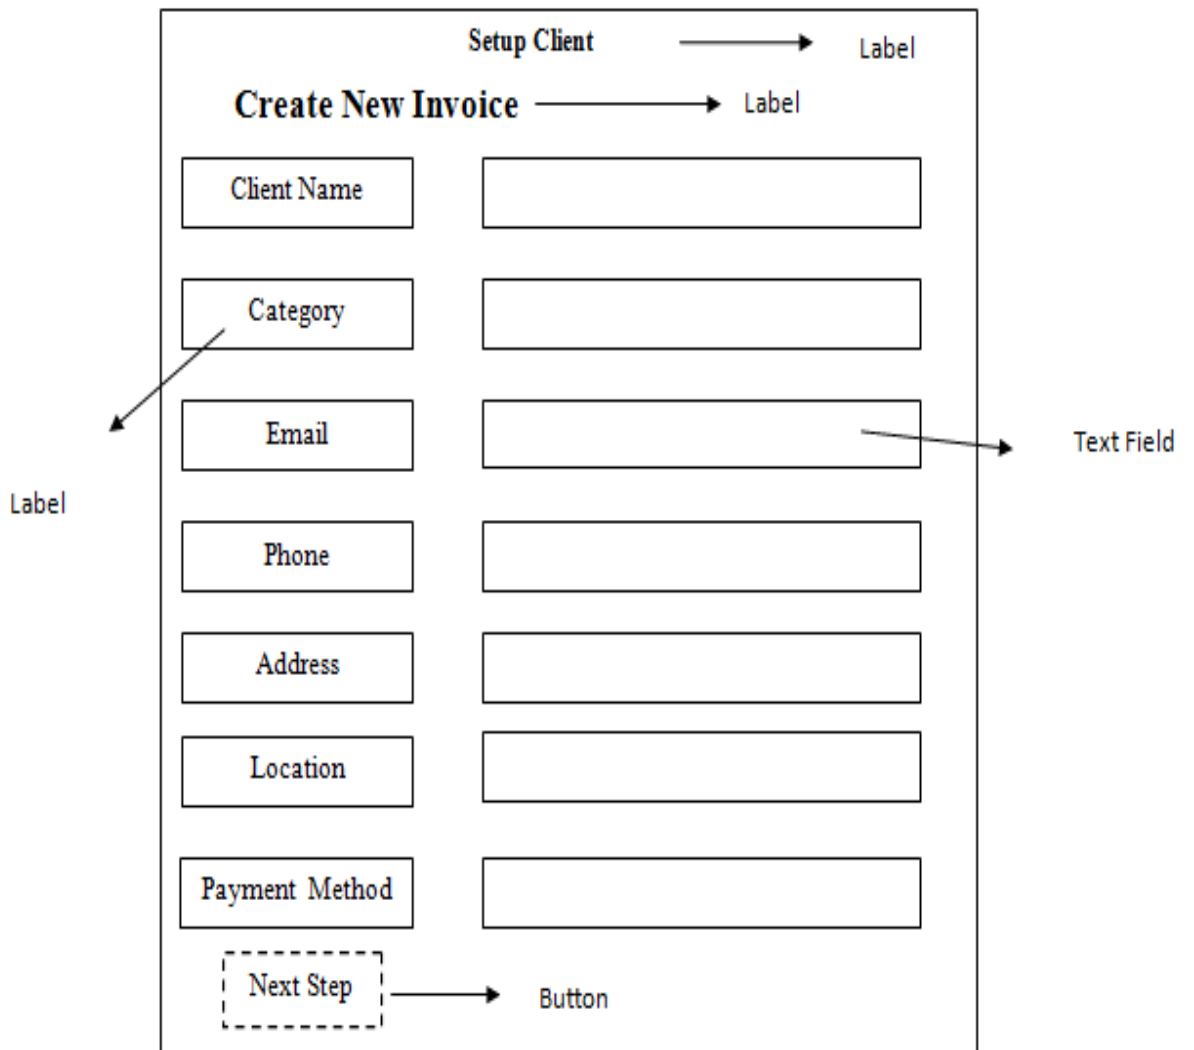 Setup Client
Label
Create New Invoice
Label
Client Name
Category
Email
Text Field
Label
Phone
Address
Location
Payment Method
Next Step
Button